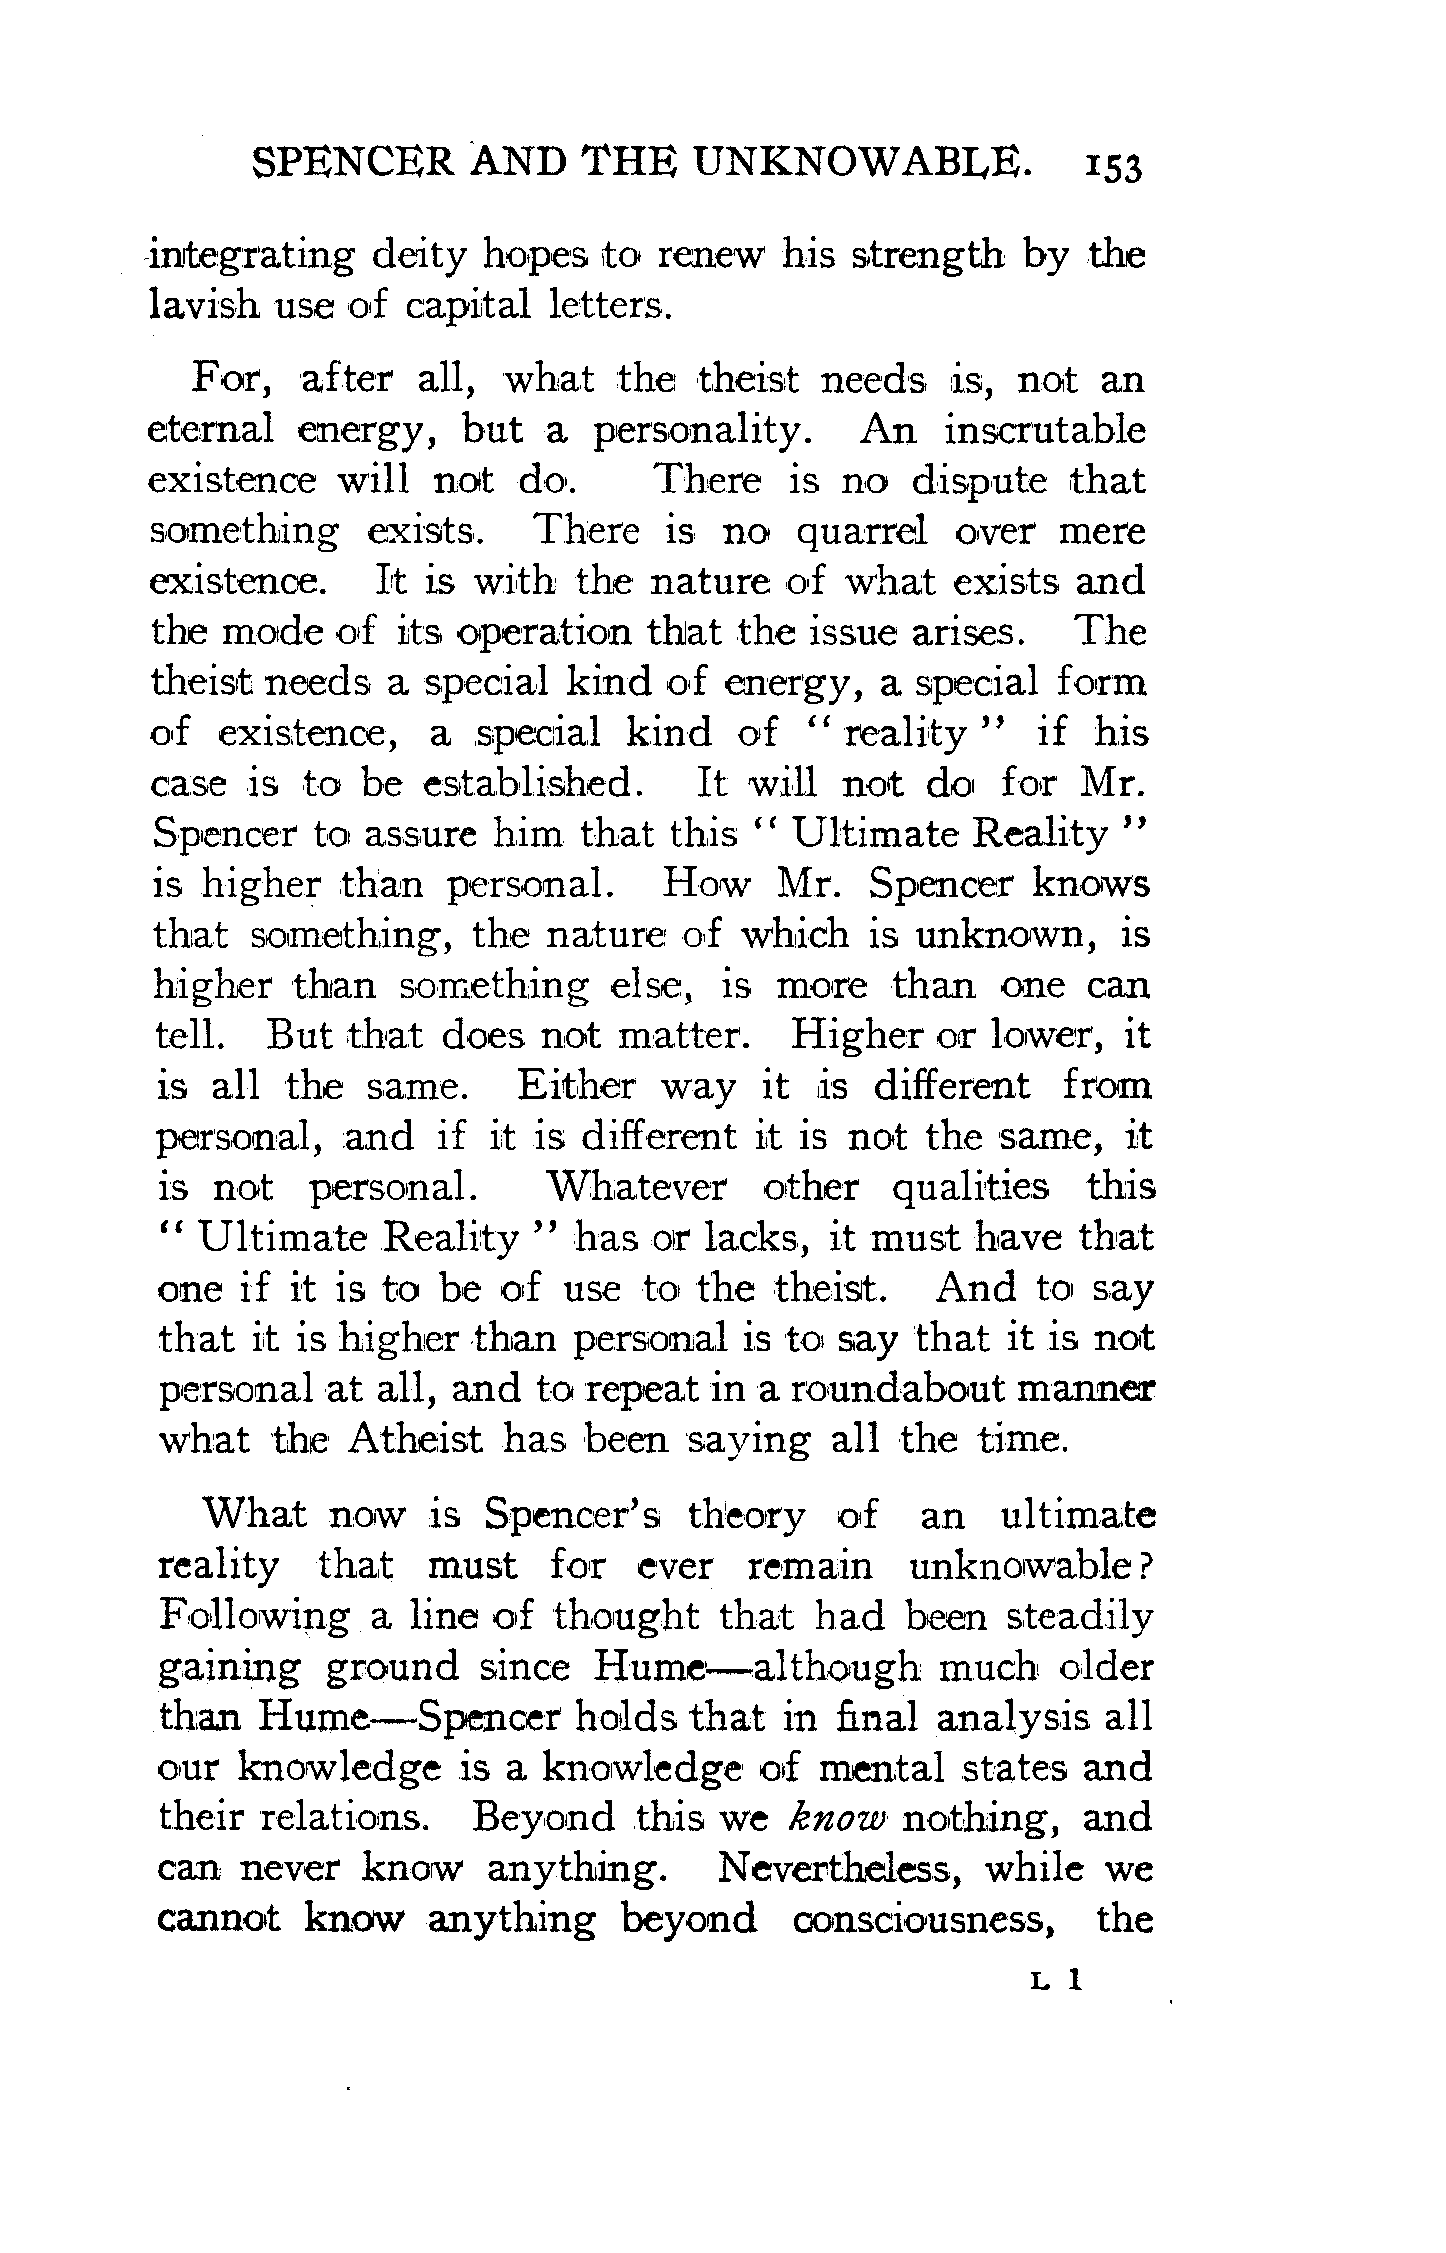 SPENCER AND THE UNKNOWABLE. 153
integrating deity hopes to renew his strength by the
lavish use of capital letters.
For, after all, what the theist needs is, not an
eternal energy, but a personality. An inscrutable
existence will not do. There is no dispute that
something exists. There is no quarrel over mere
existence. It is with the nature of what exists and
the mode of its operation that the issue arises. The
theist needs a special kind of energy, a special form
of existence, a special kind of “ reality ” if his
case is to be established. It will not do for Mr.
Spencer to assure him that this “ Ultimate Reality ”
is higher than personal. How Mr. Spencer knows
that something, the nature of which is unknown, is
higher than something else, is more than one can
tell. But that does not matter. Higher or lower, it
is all the same. Either way it is different from
personal, and if it is different it is not the same, it
is not personal. Whatever other qualities this
“ Ultimate Reality ” has or lacks, it must have that
one if it is to be of use to the theist. And to say
that it is higher than personal is to say that it is not
personal at all, and to repeat in a roundabout manner
what the Atheist has been saying all the time.
What now is Spencer’s theory of an ultimate
reality that must for ever remain unknowable?
Following a line of thought that had been steadily
gaining ground since Hume—although much older
than Hume—Spencer holds that in final analysis all
our knowledge is a knowledge of mental states and
their relations. Beyond this we know nothing, and
can never know anything. Nevertheless, while we
cannot know anything beyond consciousness, the
L 1